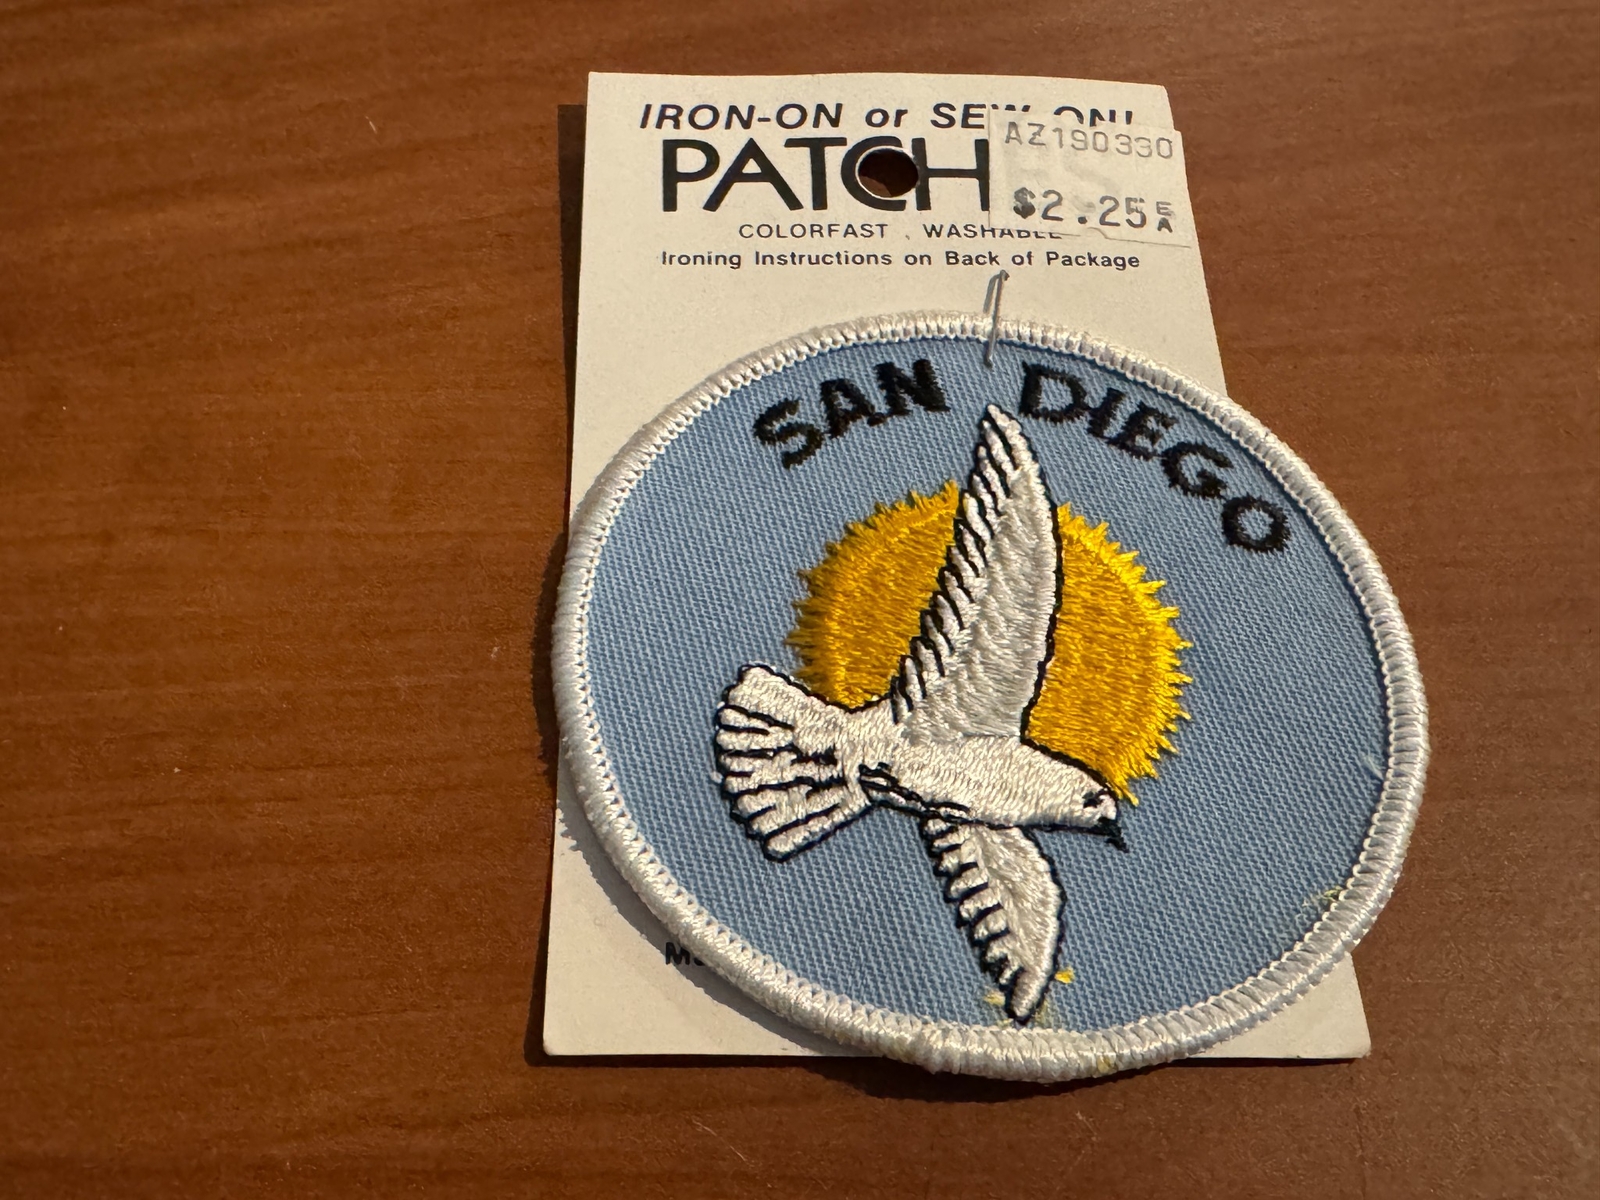 IRON-ON or SEW-ON!
AZ190330
PATCH
$2.25 EA
COLORFAST . WASHABLE
Ironing Instructions on Back of Package
SAN DIEGO